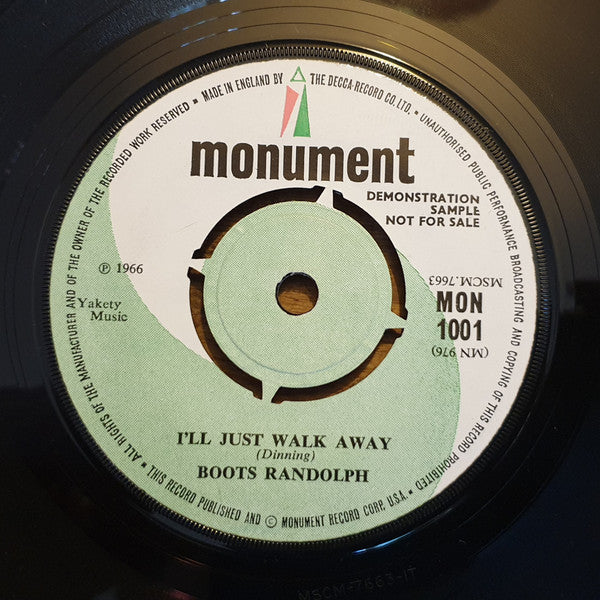 • ALL RIGHTS OF THE MANUFACTURER AND OF THE OWNER OF THE RECORDED WORK RESERVED • MADE IN ENGLAND BY THE DECCA RECORD CO. LTD. • UNAUTHORISED PUBLIC PERFORMANCE BROADCASTING AND COPYING OF THIS RECORD PROHIBITED •
monument
DEMONSTRATION
SAMPLE
NOT FOR SALE
℗ 1966
MSCM.7663
Yakety
Music
MON
1001
(MN 976)
I'LL JUST WALK AWAY
(Dinning)
BOOTS RANDOLPH
• THIS RECORD PUBLISHED AND © MONUMENT RECORD CORP. U.S.A. •
MSCM-7663-1T